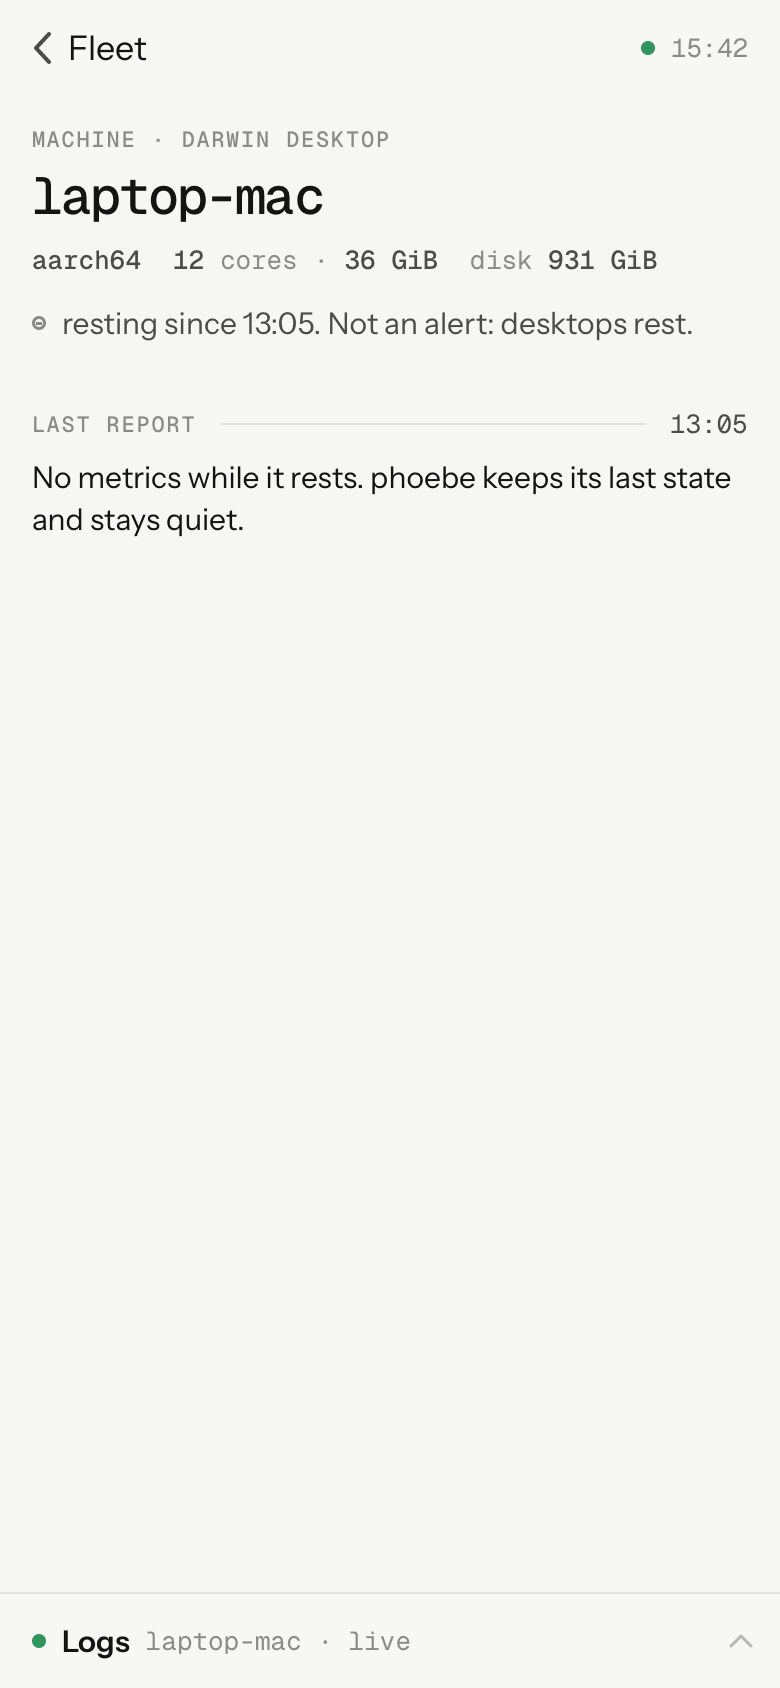 Fleet
15:42
MACHINE · DARWIN DESKTOP
laptop-mac
aarch64 12 cores · 36 GiB disk 931 GiB
resting since 13:05. Not an alert: desktops rest.
LAST REPORT 13:05
No metrics while it rests. phoebe keeps its last state
and stays quiet.
Logs laptop-mac · live